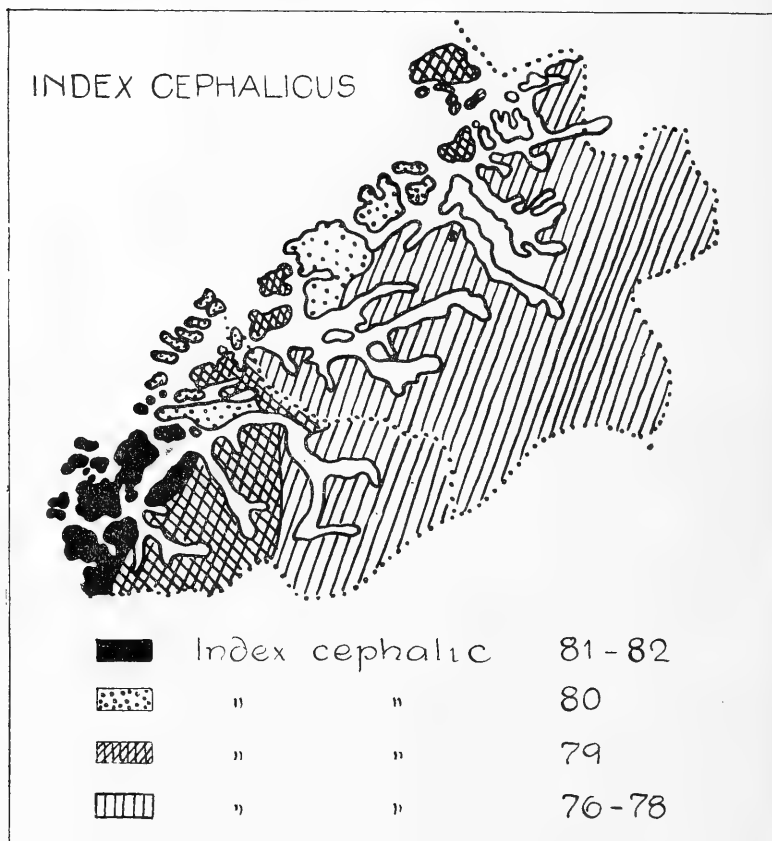 INDEX CEPHALICUS
Index cephalic 81-82
" " 80
" " 79
" " 76-78